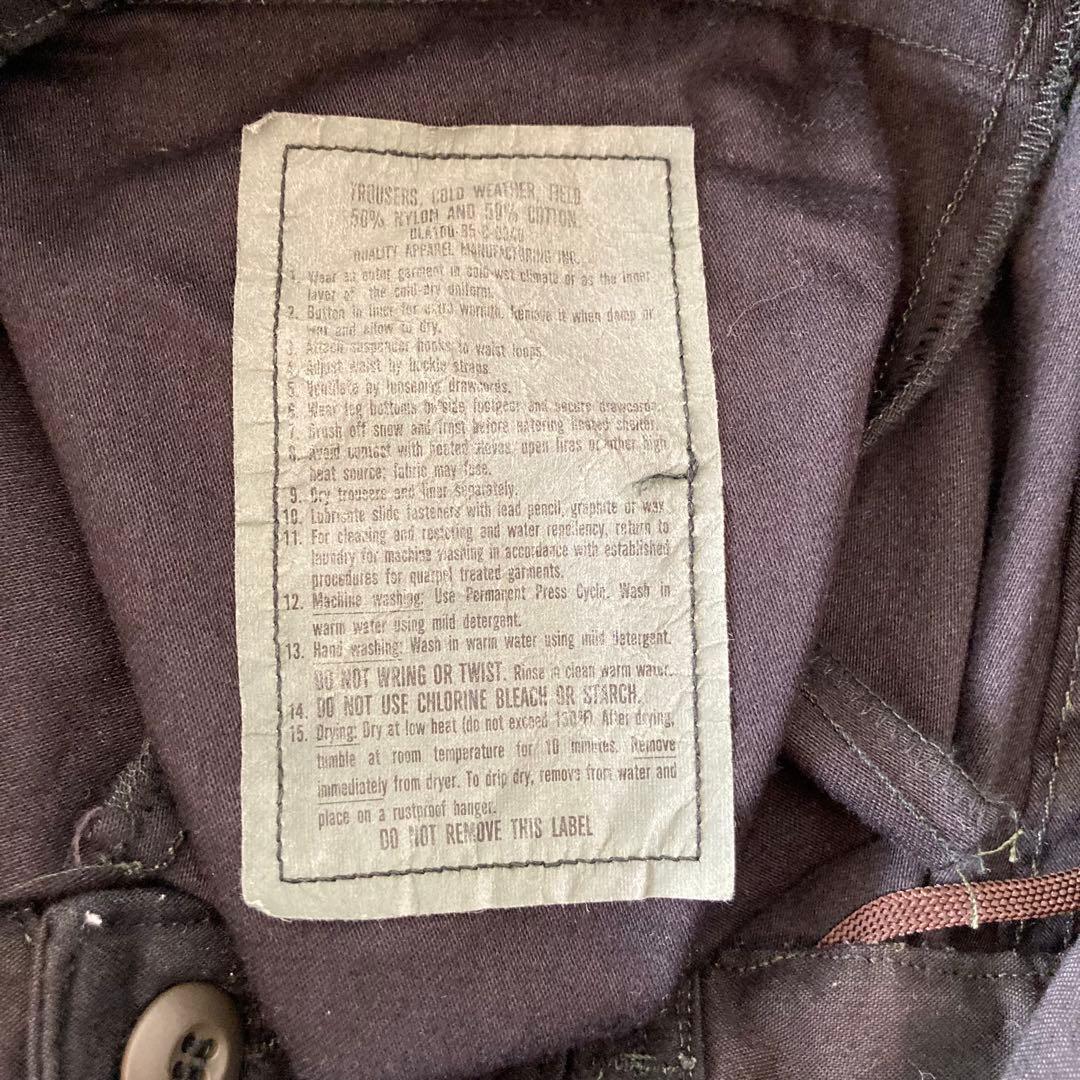 TROUSERS, COLD WEATHER, FIELD
50% NYLON AND 50% COTTON.
QUALITY APPAREL MANUFACTURING INC.
1. Wear as outer garment in cold-wet climate or as the inner
layer of the cold-dry uniform.
2. Button in liner for extra warmth. Remove it when damp or
wet and allow to dry.
3. Attach suspender hooks to waist loops.
4. Adjust waist by buckle straps.
5. Ventilate by loosening drawcords.
6. Wear leg bottoms outside footgear and secure drawcords.
7. Brush off snow and frost before entering heated shelter.
8. Avoid contact with heated stoves, open fires or other high
heat source; fabric may fuse.
9. Dry trousers and liner separately.
10. Lubricate slide fasteners with lead pencil, graphite or wax
11. For cleaning and restoring and water repellency, return to
laundry for machine washing in accordance with established
procedures for quarpel treated garments.
12. Machine washing: Use Permanent Press Cycle. Wash in
warm water using mild detergent.
13. Hand washing: Wash in warm water using mild detergent.
DO NOT WRING OR TWIST. Rinse in clean warm water.
14. DO NOT USE CHLORINE BLEACH OR STARCH.
15. Drying: Dry at low heat (do not exceed 130°F). After drying,
tumble at room temperature for 10 minutes. Remove
immediately from dryer. To drip dry, remove from water and
place on a rustproof hanger.
DO NOT REMOVE THIS LABEL